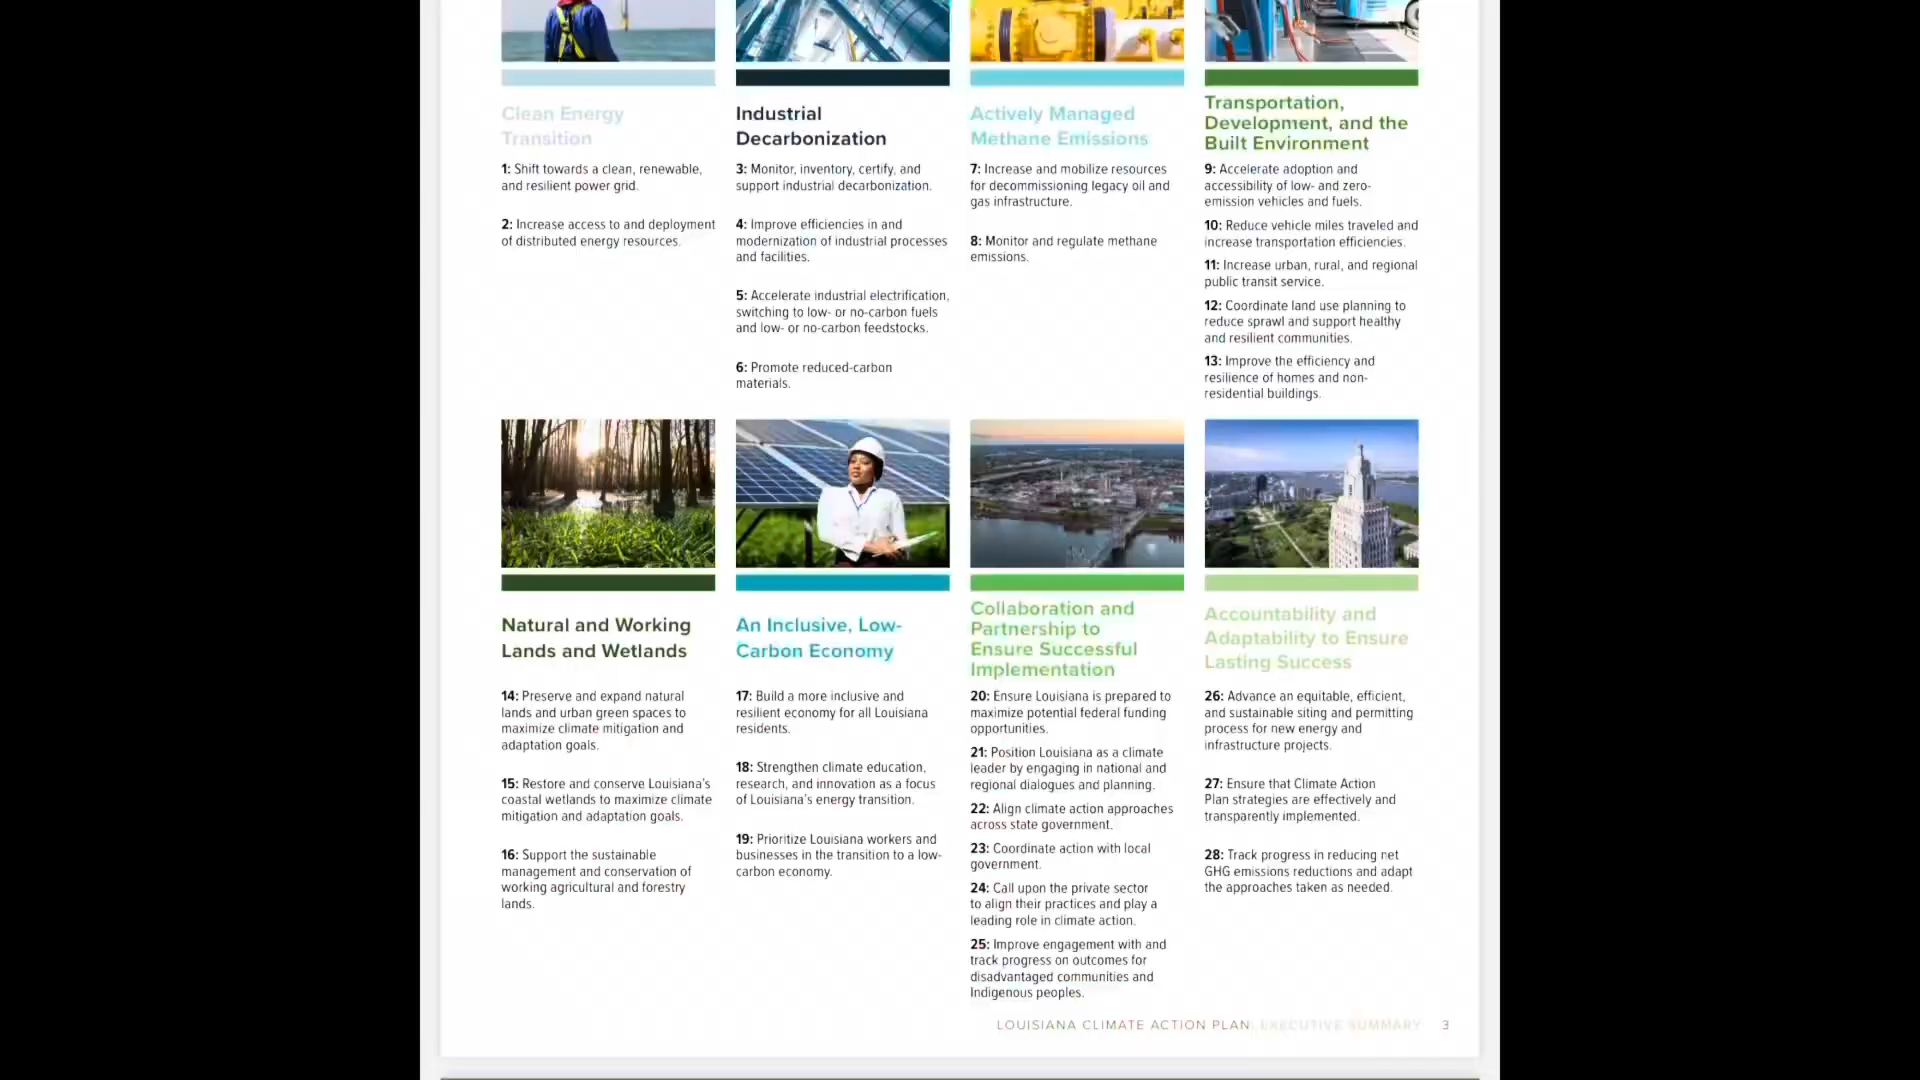 Clean Energy
Transition
1: Shift towards a clean, renewable,
and resilient power grid.
2: Increase access to and deployment
of distributed energy resources.
Industrial
Decarbonization
3: Monitor, inventory, certify, and
support industrial decarbonization.
4: Improve efficiencies in and
modernization of industrial processes
and facilities.
5: Accelerate industrial electrification,
switching to low- or no-carbon fuels
and low- or no-carbon feedstocks.
6: Promote reduced-carbon
materials.
Actively Managed
Methane Emissions
7: Increase and mobilize resources
for decommissioning legacy oil and
gas infrastructure.
8: Monitor and regulate methane
emissions.
Transportation,
Development, and the
Built Environment
9: Accelerate adoption and
accessibility of low- and zero-
emission vehicles and fuels.
10: Reduce vehicle miles traveled and
increase transportation efficiencies.
11: Increase urban, rural, and regional
public transit service.
12: Coordinate land use planning to
reduce sprawl and support healthy
and resilient communities.
13: Improve the efficiency and
resilience of homes and non-
residential buildings.
Natural and Working
Lands and Wetlands
14: Preserve and expand natural
lands and urban green spaces to
maximize climate mitigation and
adaptation goals.
15: Restore and conserve Louisiana's
coastal wetlands to maximize climate
mitigation and adaptation goals.
16: Support the sustainable
management and conservation of
working agricultural and forestry
lands.
An Inclusive, Low-
Carbon Economy
17: Build a more inclusive and
resilient economy for all Louisiana
residents.
18: Strengthen climate education,
research, and innovation as a focus
of Louisiana's energy transition.
19: Prioritize Louisiana workers and
businesses in the transition to a low-
carbon economy.
Collaboration and
Partnership to
Ensure Successful
Implementation
20: Ensure Louisiana is prepared to
maximize potential federal funding
opportunities.
21: Position Louisiana as a climate
leader by engaging in national and
regional dialogues and planning.
22: Align climate action approaches
across state government.
23: Coordinate action with local
government.
24: Call upon the private sector
to align their practices and play a
leading role in climate action.
25: Improve engagement with and
track progress on outcomes for
disadvantaged communities and
Indigenous peoples.
Accountability and
Adaptability to Ensure
Lasting Success
26: Advance an equitable, efficient,
and sustainable siting and permitting
process for new energy and
infrastructure projects.
27: Ensure that Climate Action
Plan strategies are effectively and
transparently implemented.
28: Track progress in reducing net
GHG emissions reductions and adapt
the approaches taken as needed.
LOUISIANA CLIMATE ACTION PLAN EXECUTIVE SUMMARY 3